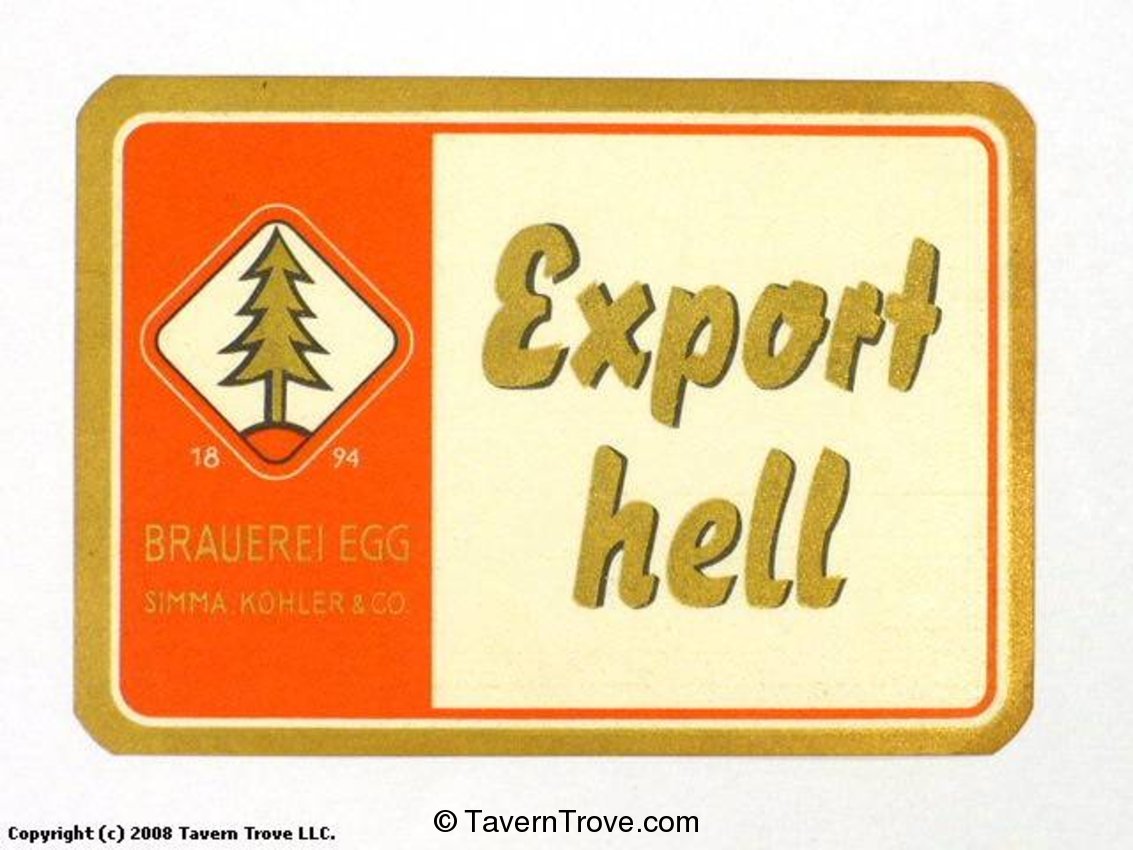 18 94
BRAUEREI EGG
SIMMA, KOHLER & CO.
Export
hell
Copyright (c) 2008 Tavern Trove LLC.
© TavernTrove.com